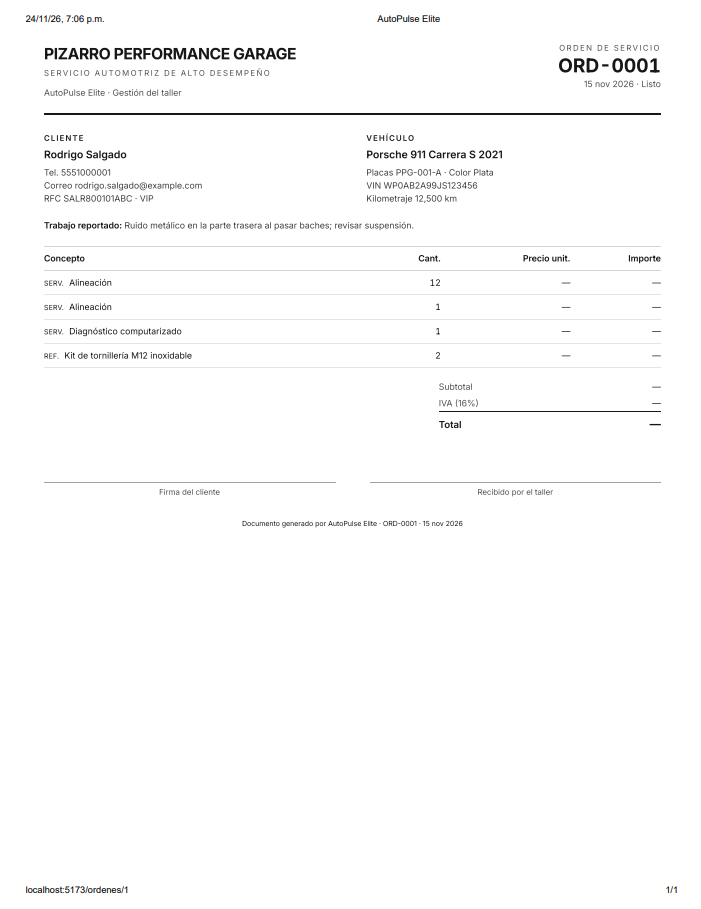 24/11/26, 7:06 p.m. AutoPulse Elite
PIZARRO PERFORMANCE GARAGE
SERVICIO AUTOMOTRIZ DE ALTO DESEMPEÑO
AutoPulse Elite · Gestión del taller
ORDEN DE SERVICIO
ORD-0001
15 nov 2026 · Listo
CLIENTE
Rodrigo Salgado
Tel. 5551000001
Correo rodrigo.salgado@example.com
RFC SALR800101ABC · VIP
VEHÍCULO
Porsche 911 Carrera S 2021
Placas PPG-001-A · Color Plata
VIN WP0AB2A99JS123456
Kilometraje 12,500 km
Trabajo reportado: Ruido metálico en la parte trasera al pasar baches; revisar suspensión.
Concepto Cant. Precio unit. Importe
SERV. Alineación 12 — —
SERV. Alineación 1 — —
SERV. Diagnóstico computarizado 1 — —
REF. Kit de tornillería M12 inoxidable 2 — —
Subtotal —
IVA (16%) —
Total —
Firma del cliente Recibido por el taller
Documento generado por AutoPulse Elite · ORD-0001 · 15 nov 2026
localhost:5173/ordenes/1 1/1